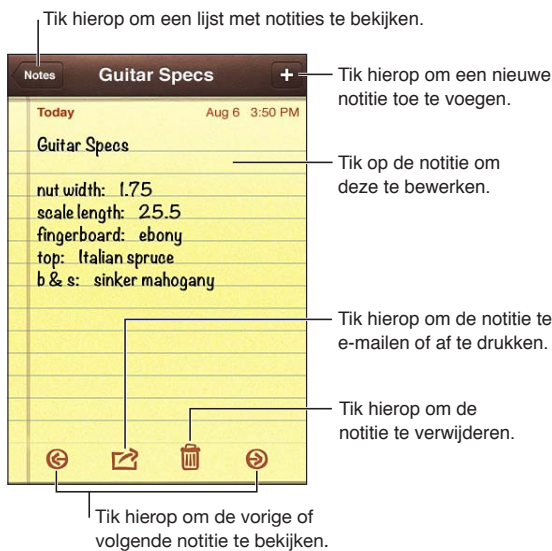 Tik hierop om een lijst met notities te bekijken.
Notes
Guitar Specs
+
Tik hierop om een nieuwe
notitie toe te voegen.
Today
Aug 6 3:50 PM
Guitar Specs
Tik op de notitie om
deze te bewerken.
nut width: 1.75
scale length: 25.5
fingerboard: ebony
top: Italian spruce
b & s: sinker mahogany
Tik hierop om de notitie te
e-mailen of af te drukken.
Tik hierop om de
notitie te verwijderen.
Tik hierop om de vorige of
volgende notitie te bekijken.